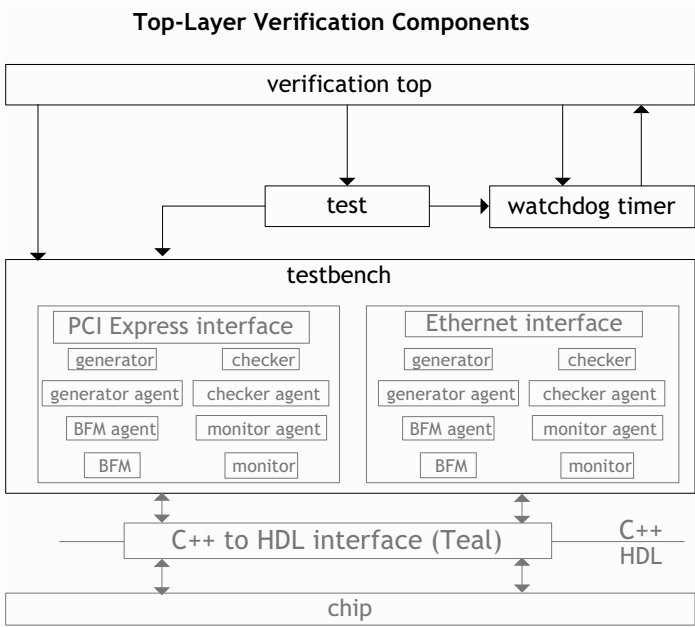 Top-Layer Verification Components
verification top
test
watchdog timer
testbench
PCI Express interface
generator
checker
generator agent
checker agent
BFM agent
monitor agent
BFM
monitor
Ethernet interface
generator
checker
generator agent
checker agent
BFM agent
monitor agent
BFM
monitor
C++ to HDL interface (Teal)
C++
HDL
chip